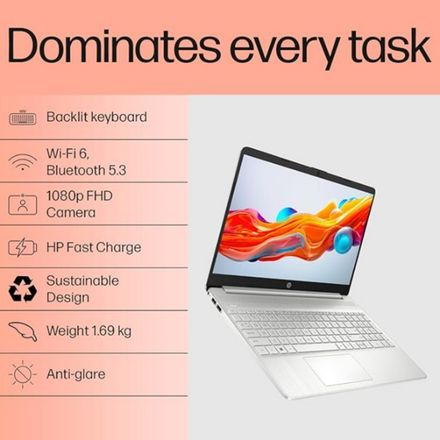 Dominates every task
Backlit keyboard
Wi-Fi 6,
Bluetooth 5.3
1080p FHD
Camera
HP Fast Charge
Sustainable
Design
Weight 1.69 kg
Anti-glare
hp